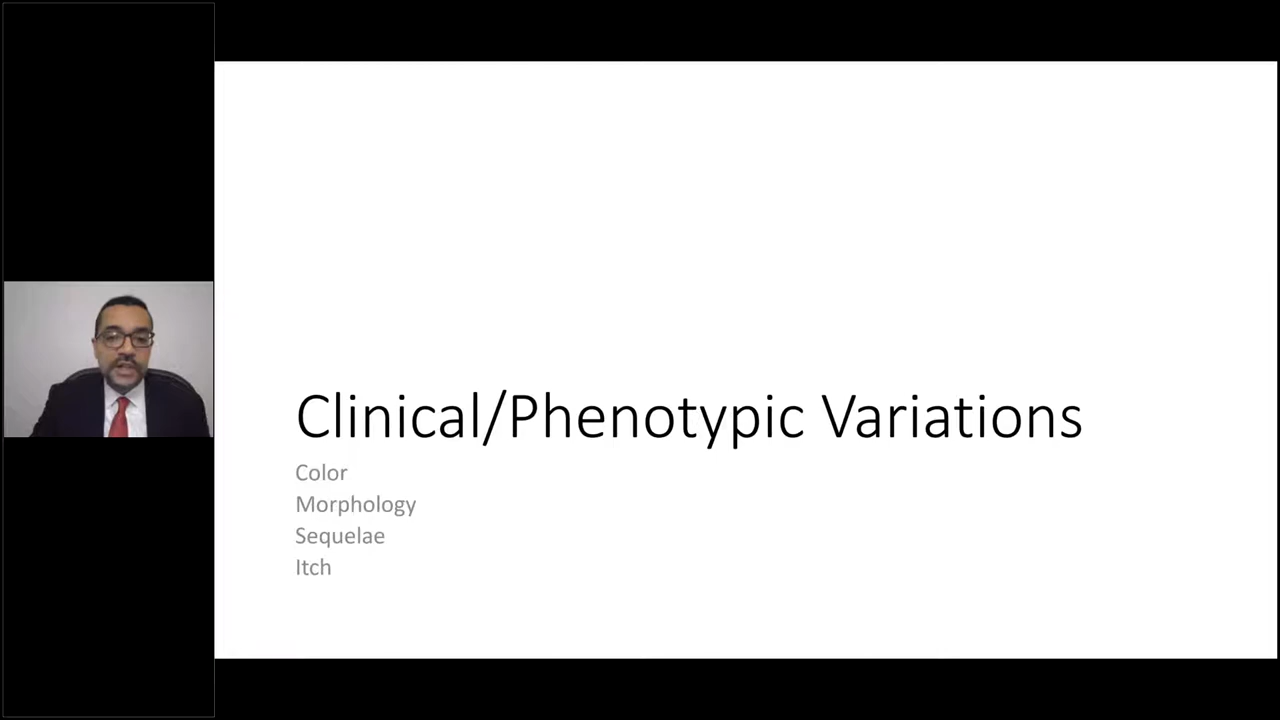 Clinical/Phenotypic Variations
Color
Morphology
Sequelae
Itch